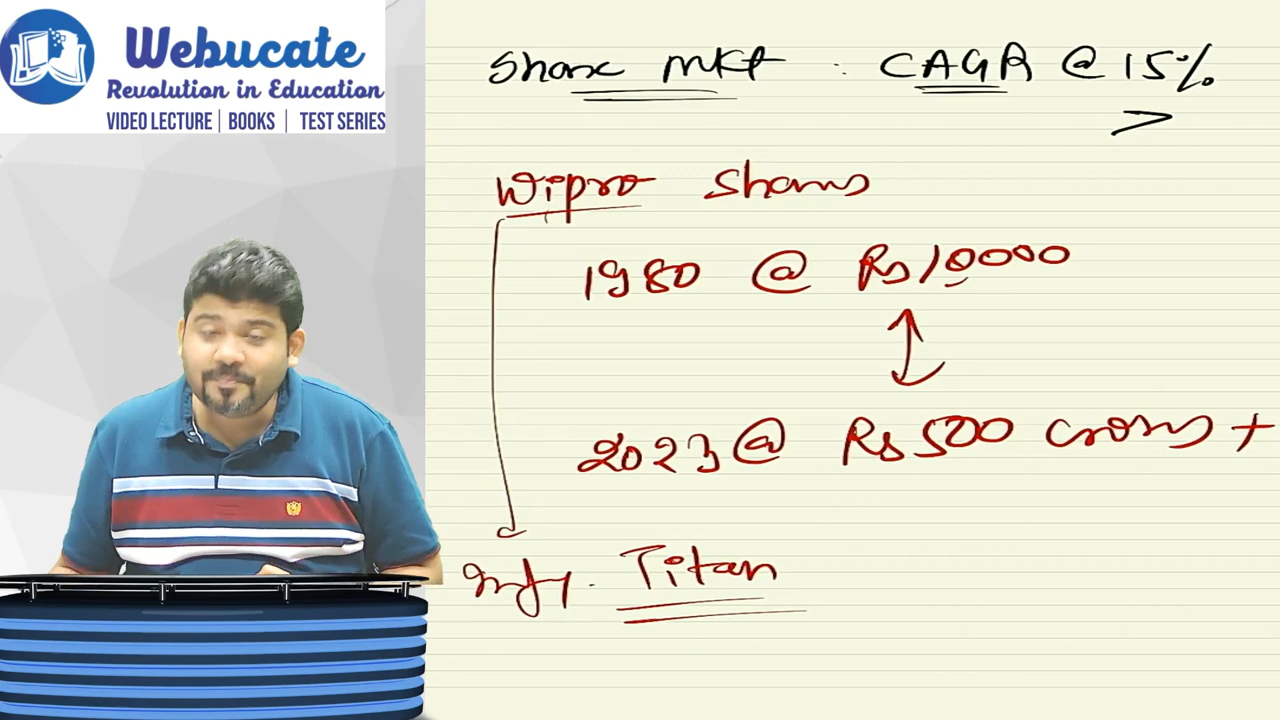 Webucate
Revolution in Education
VIDEO LECTURE | BOOKS | TEST SERIES
Share mkt : CAGR @ 15%
>
Wipro Shares
1980 @ Rs 10000
2023 @ Rs 500 crores +
Infy. Titan